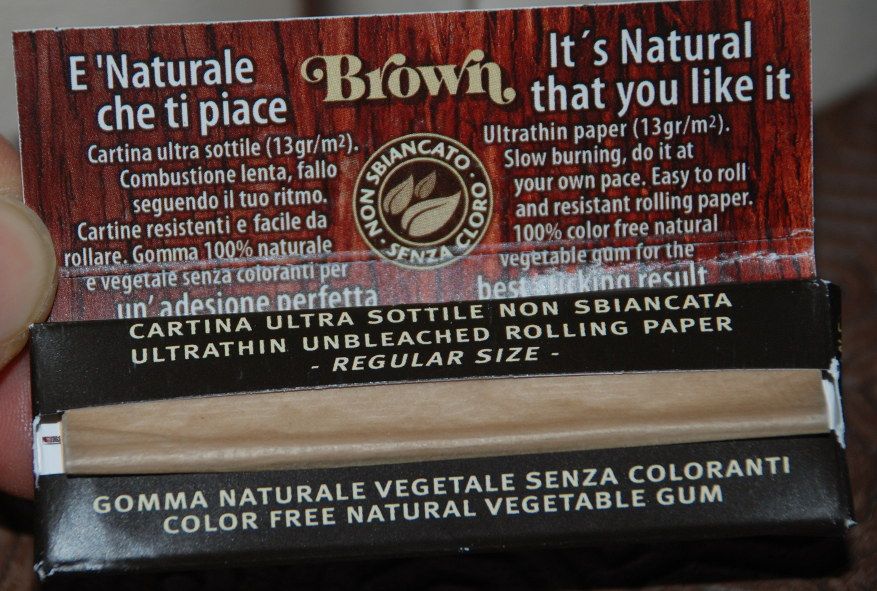 E 'Naturale
che ti piace
Cartina ultra sottile (13gr/m²).
Combustione lenta, fallo
seguendo il tuo ritmo.
Cartine resistenti e facile da
rollare. Gomma 100% naturale
e vegetale senza coloranti per
un' adesione perfetta
Brown
NON SBIANCATO · SENZA CLORO ·
It´s Natural
that you like it
Ultrathin paper (13gr/m²).
Slow burning, do it at
your own pace. Easy to roll
and resistant rolling paper.
100% color free natural
vegetable gum for the
best sticking result
CARTINA ULTRA SOTTILE NON SBIANCATA
ULTRATHIN UNBLEACHED ROLLING PAPER
- REGULAR SIZE -
GOMMA NATURALE VEGETALE SENZA COLORANTI
COLOR FREE NATURAL VEGETABLE GUM